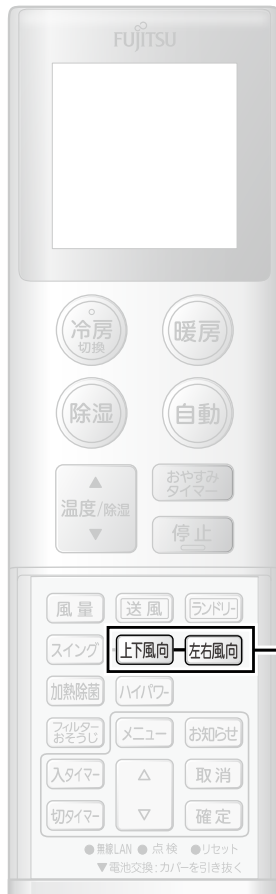 FUJITSU
冷房
切換
暖房
除湿
自動
▲
温度/除湿
▼
おやすみ
タイマー
停止
風量
送風
ランドリー
スイング
上下風向
左右風向
加熱除菌
ハイパワー
フィルター
おそうじ
メニュー
お知らせ
入タイマー
△
取消
切タイマー
▽
確定
●無線LAN ●点検 ●リセット
▼電池交換:カバーを引き抜く